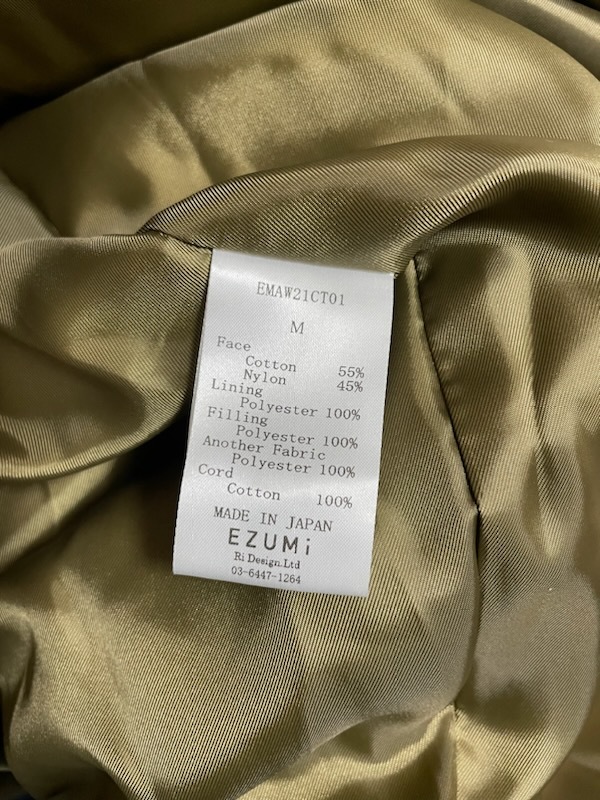 EMAW21CT01
M
Face
Cotton 55%
Nylon 45%
Lining
Polyester 100%
Filling
Polyester 100%
Another Fabric
Polyester 100%
Cord
Cotton 100%
MADE IN JAPAN
EZUMi
Ri Design.Ltd
03-6447-1264